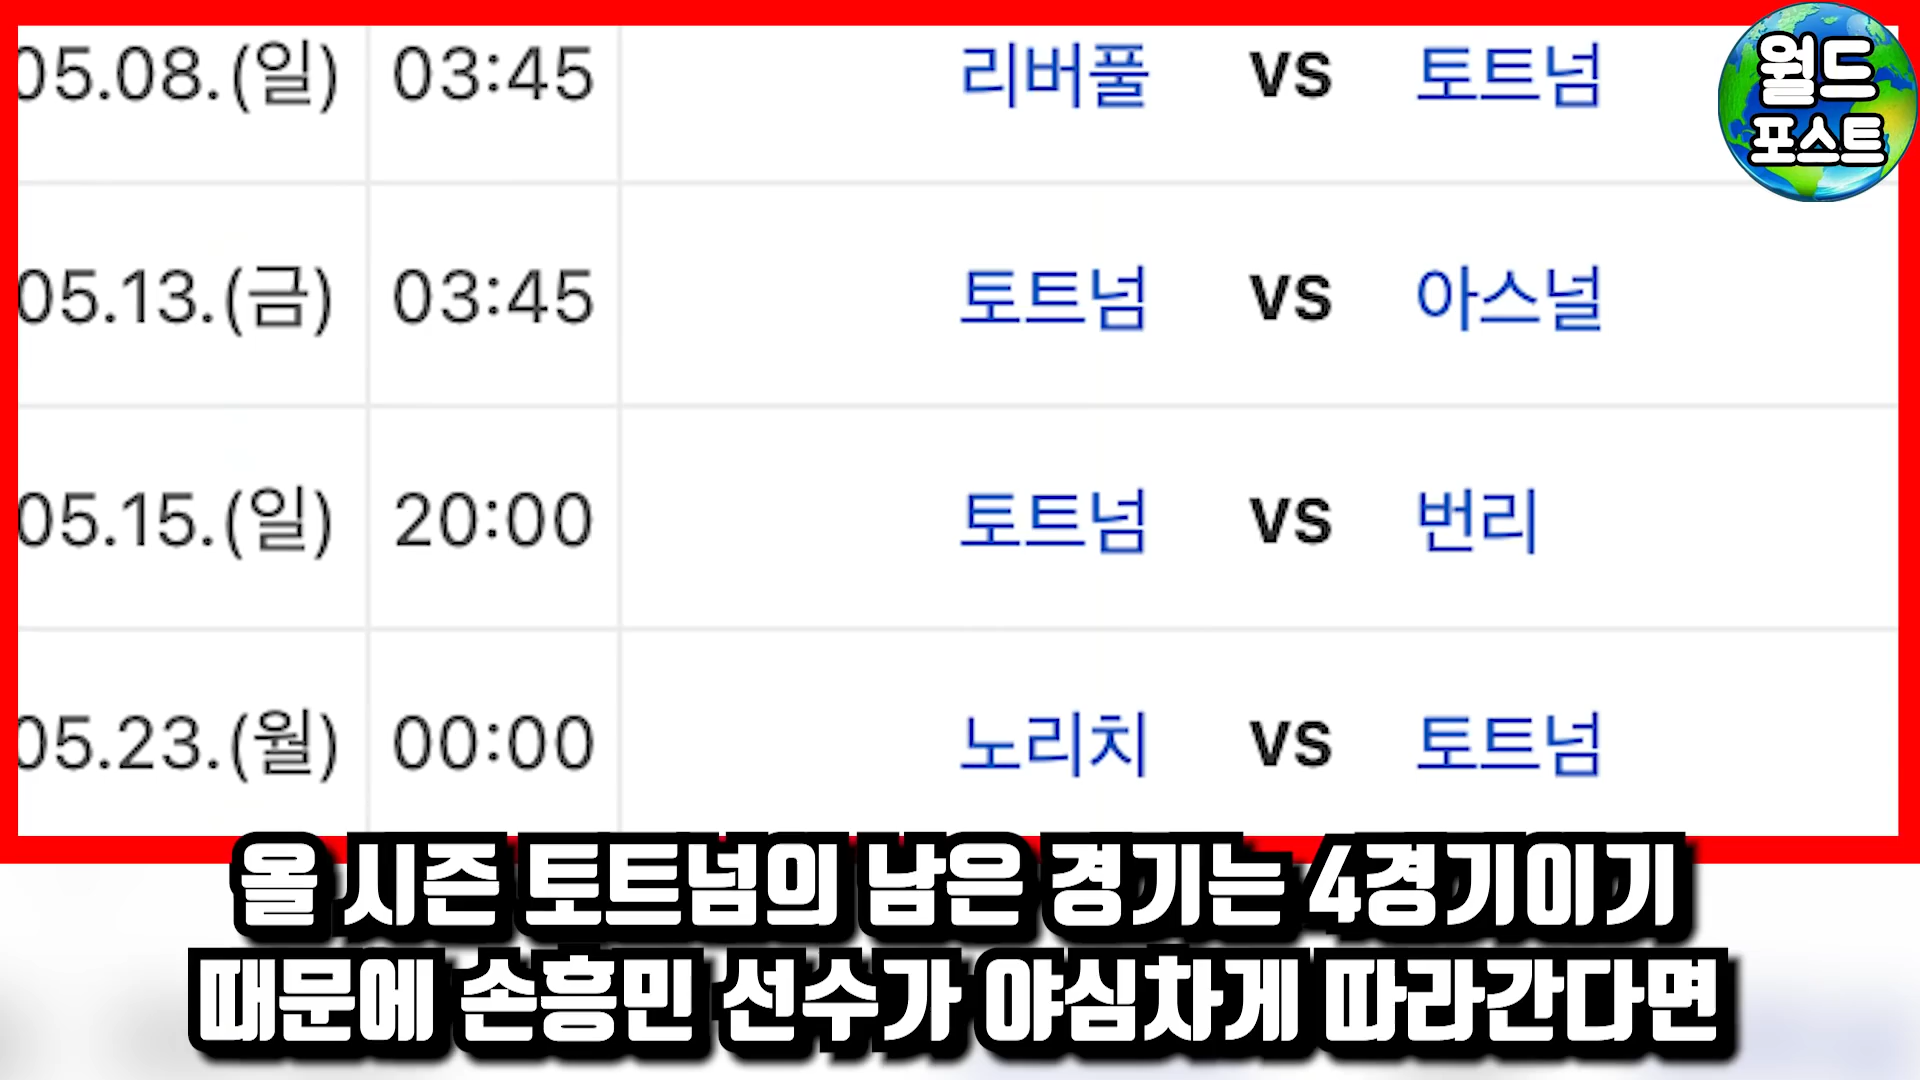 05.08.(일) 03:45 리버풀 vs 토트넘
월드
포스트
05.13.(금) 03:45 토트넘 vs 아스널
05.15.(일) 20:00 토트넘 vs 번리
05.23.(월) 00:00 노리치 vs 토트넘
올 시즌 토트넘의 남은 경기는 4경기이기
때문에 손흥민 선수가 야심차게 따라간다면